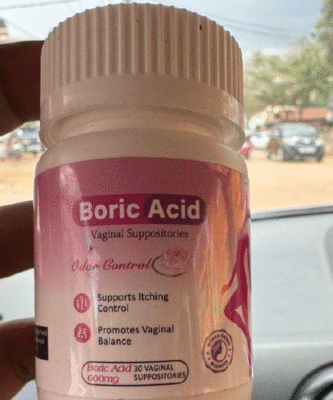 Boric Acid
Vaginal Suppositories
Odor Control
Supports Itching
Control
Promotes Vaginal
Balance
Boric Acid 30 VAGINAL
600mg SUPPOSITORIES